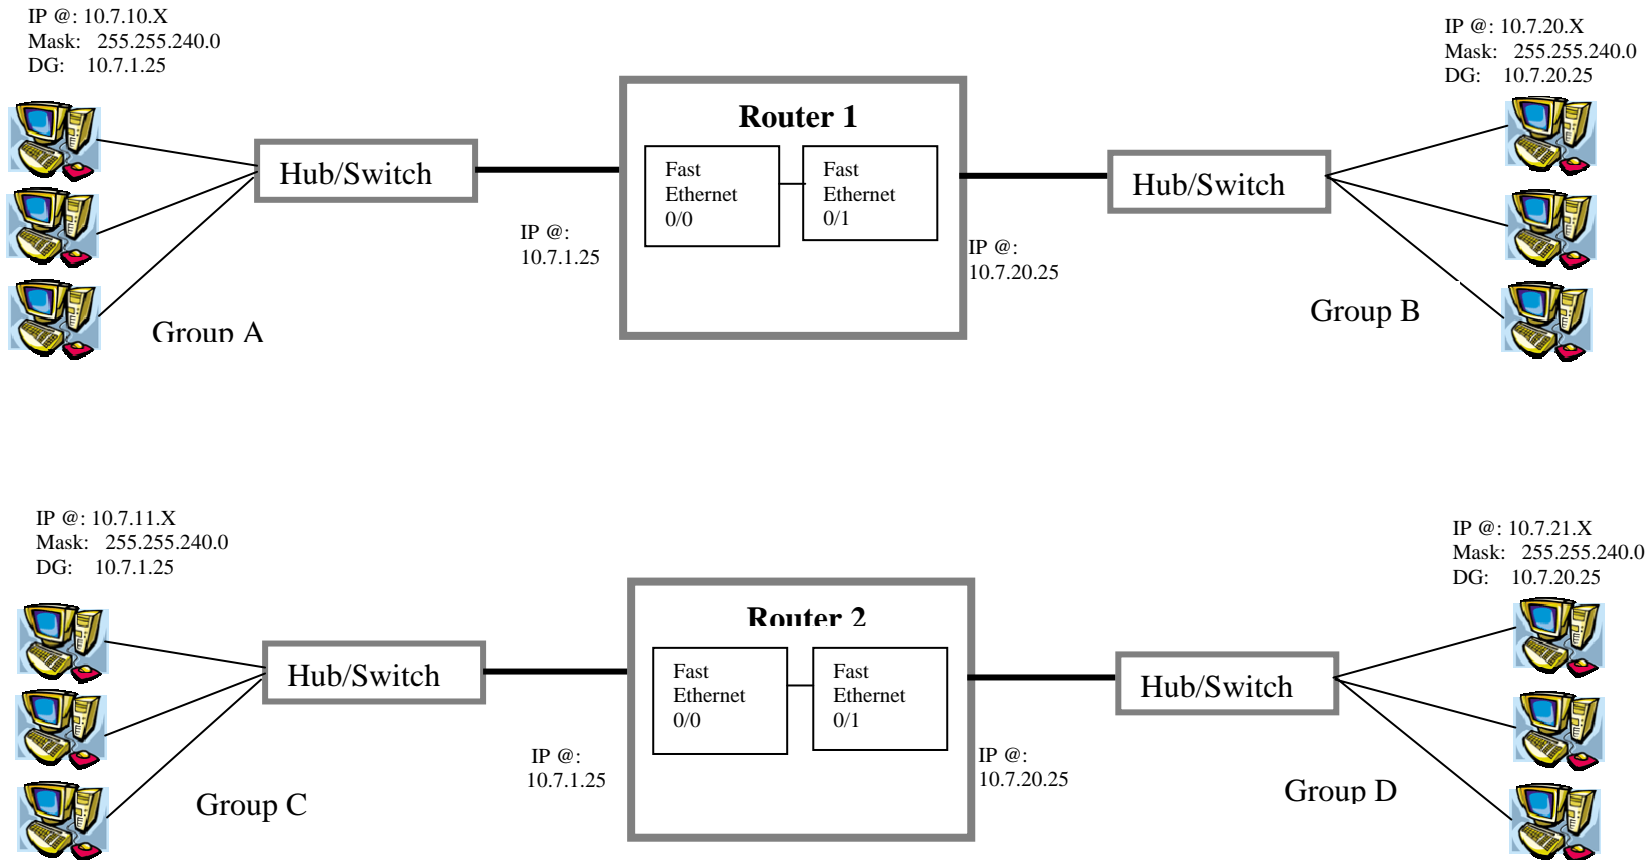 IP @: 10.7.10.X
Mask: 255.255.240.0
DG: 10.7.1.25
IP @: 10.7.20.X
Mask: 255.255.240.0
DG: 10.7.20.25
Router 1
Hub/Switch
Fast
Ethernet
0/0
Fast
Ethernet
0/1
Hub/Switch
IP @:
10.7.1.25
IP @:
10.7.20.25
Group A
Group B
IP @: 10.7.11.X
Mask: 255.255.240.0
DG: 10.7.1.25
IP @: 10.7.21.X
Mask: 255.255.240.0
DG: 10.7.20.25
Router 2
Hub/Switch
Fast
Ethernet
0/0
Fast
Ethernet
0/1
Hub/Switch
IP @:
10.7.1.25
IP @:
10.7.20.25
Group C
Group D